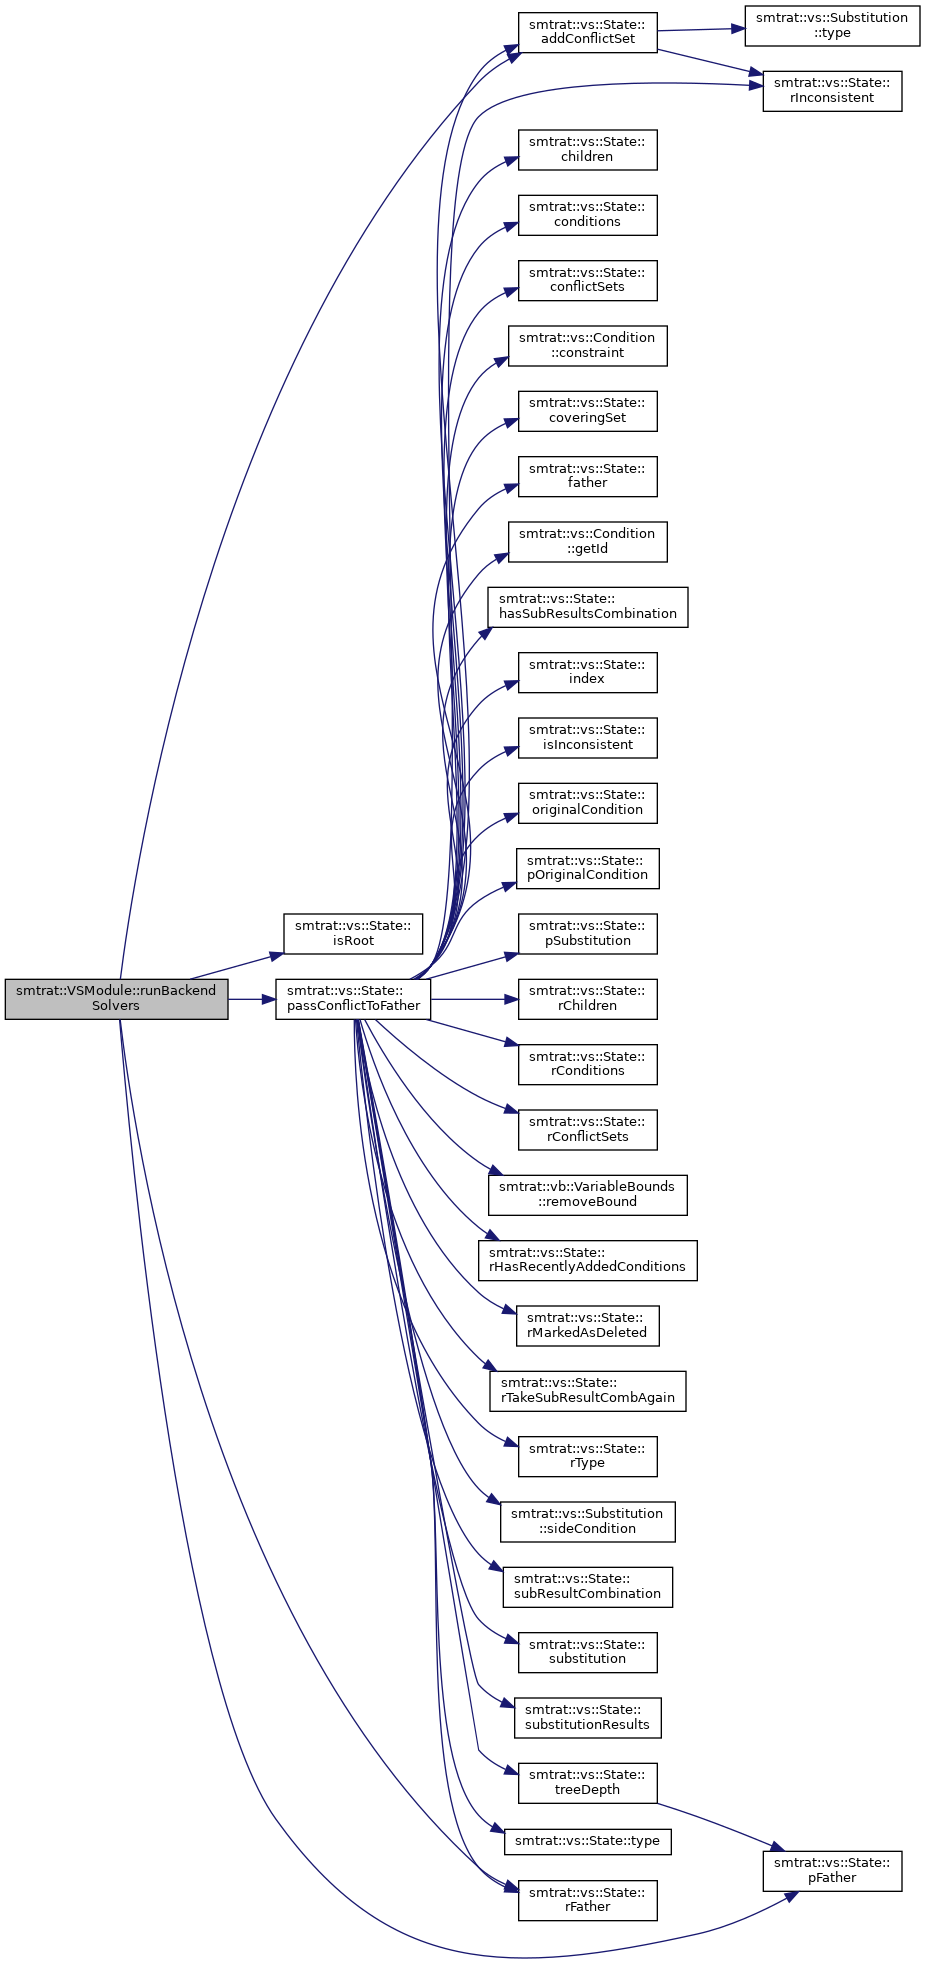 smtrat::VSModule::runBackend
Solvers
smtrat::vs::State::
addConflictSet
smtrat::vs::Substitution
::type
smtrat::vs::State::
rInconsistent
smtrat::vs::State::
children
smtrat::vs::State::
conditions
smtrat::vs::State::
conflictSets
smtrat::vs::Condition
::constraint
smtrat::vs::State::
coveringSet
smtrat::vs::State::
father
smtrat::vs::Condition
::getId
smtrat::vs::State::
hasSubResultsCombination
smtrat::vs::State::
index
smtrat::vs::State::
isInconsistent
smtrat::vs::State::
originalCondition
smtrat::vs::State::
pOriginalCondition
smtrat::vs::State::
isRoot
smtrat::vs::State::
pSubstitution
smtrat::vs::State::
passConflictToFather
smtrat::vs::State::
rChildren
smtrat::vs::State::
rConditions
smtrat::vs::State::
rConflictSets
smtrat::vb::VariableBounds
::removeBound
smtrat::vs::State::
rHasRecentlyAddedConditions
smtrat::vs::State::
rMarkedAsDeleted
smtrat::vs::State::
rTakeSubResultCombAgain
smtrat::vs::State::
rType
smtrat::vs::Substitution
::sideCondition
smtrat::vs::State::
subResultCombination
smtrat::vs::State::
substitution
smtrat::vs::State::
substitutionResults
smtrat::vs::State::
treeDepth
smtrat::vs::State::type
smtrat::vs::State::
pFather
smtrat::vs::State::
rFather